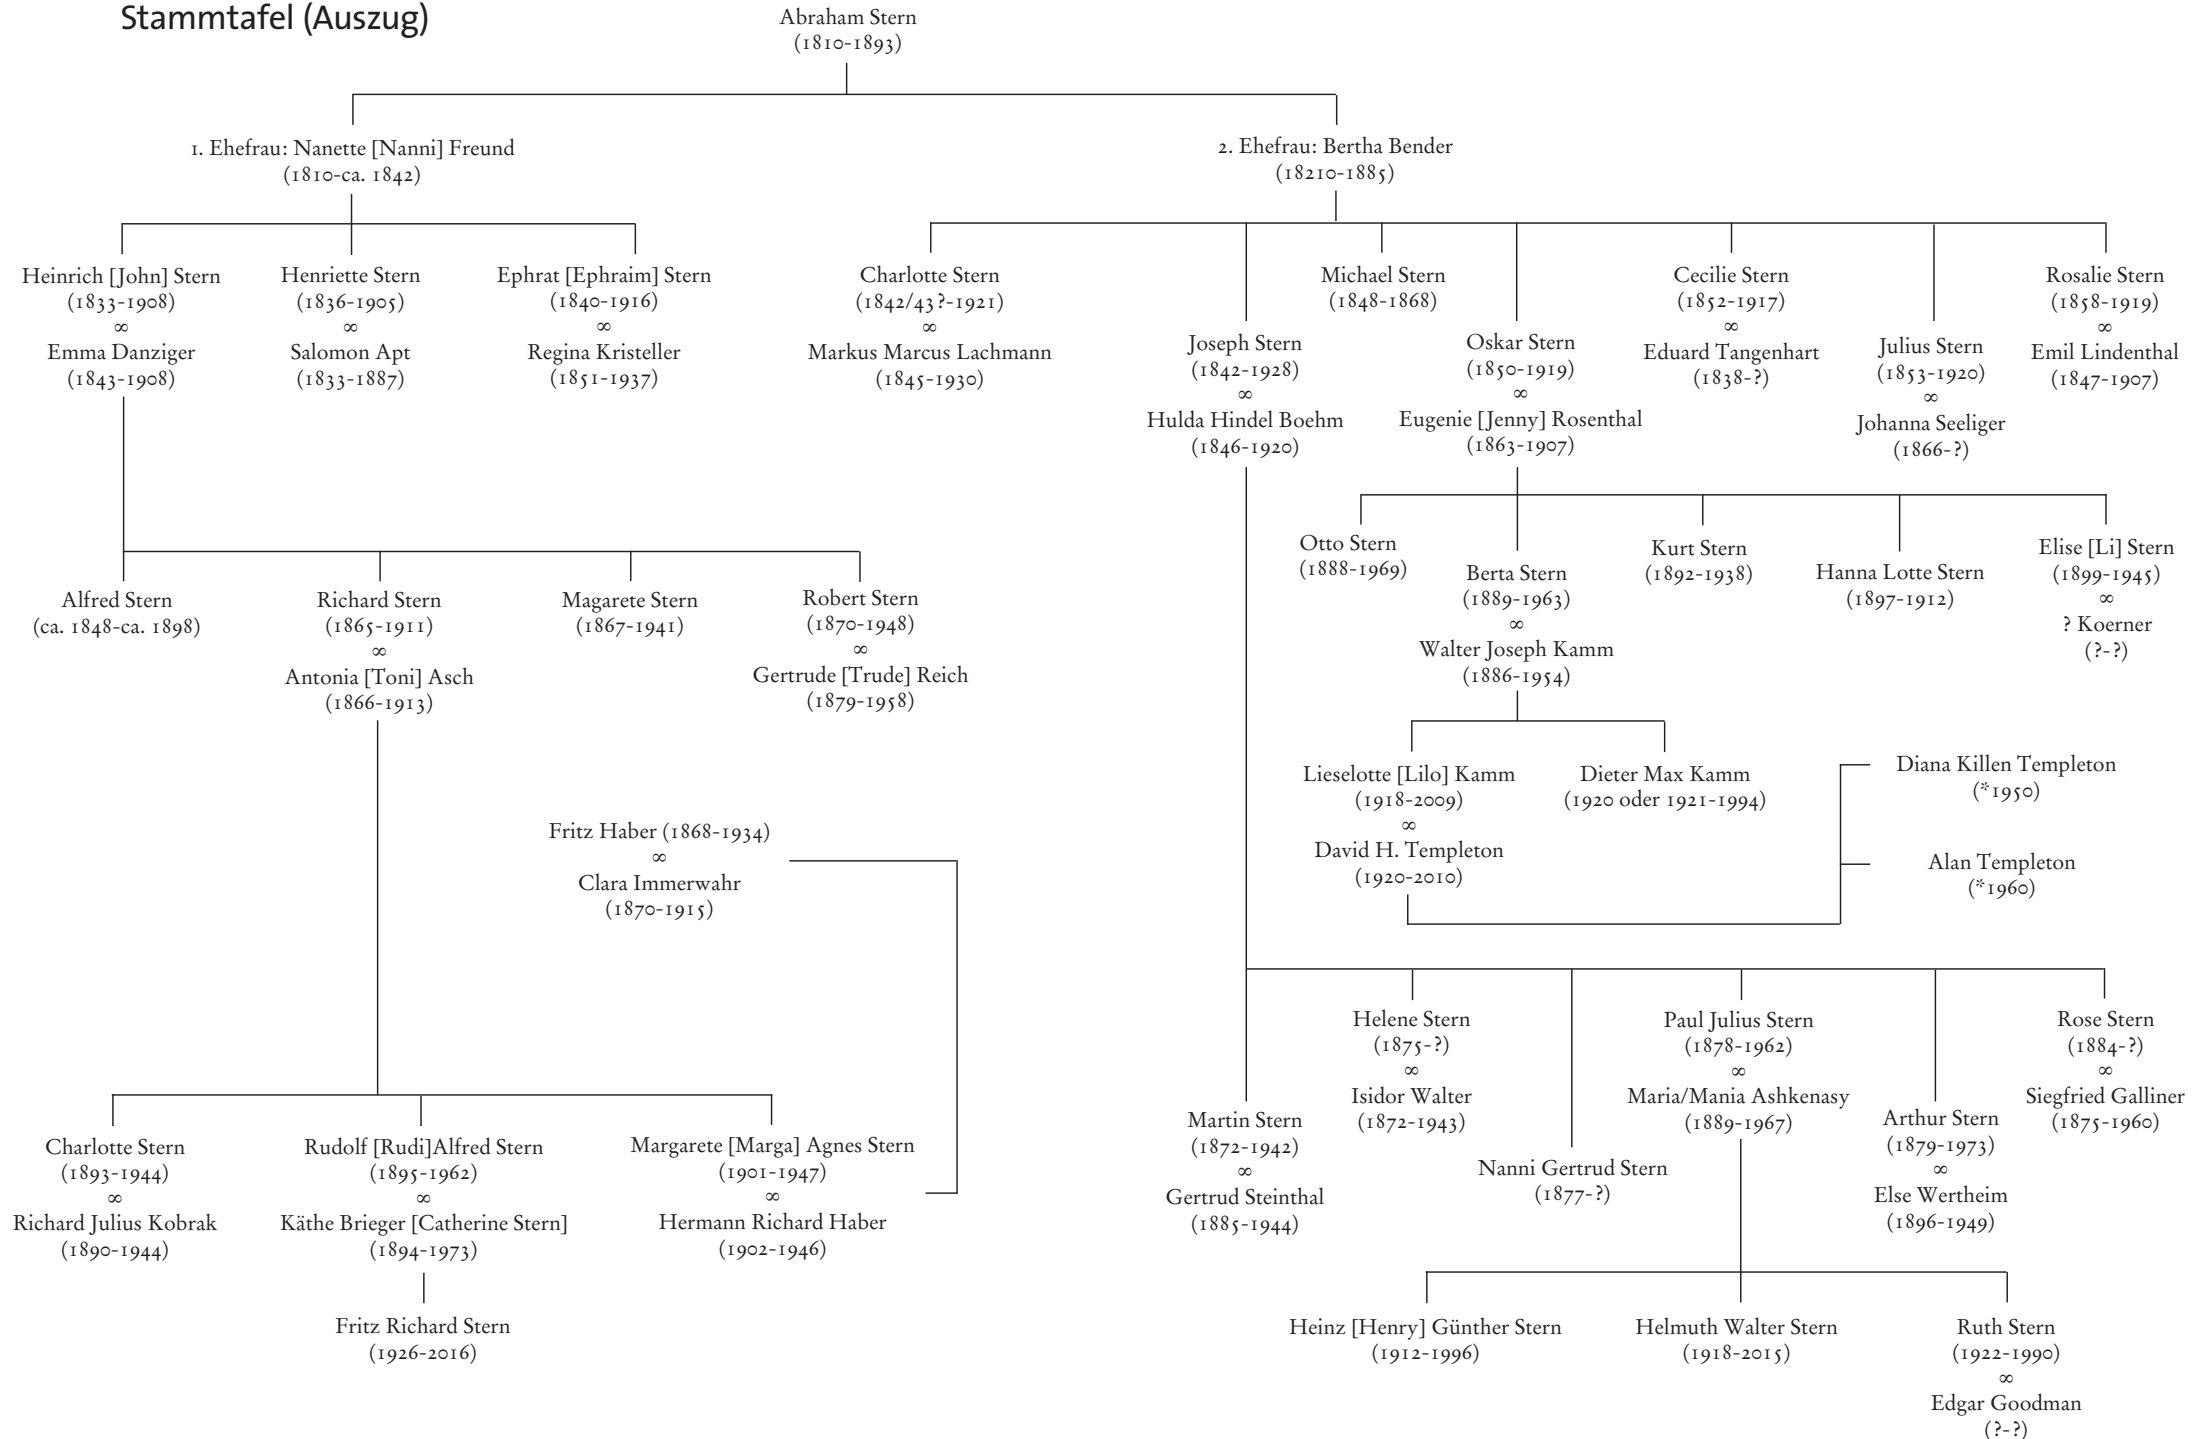 Stammtafel (Auszug)
Abraham Stern
(1810-1893)
1. Ehefrau: Nanette [Nanni] Freund
(1810-ca. 1842)
2. Ehefrau: Bertha Bender
(18210-1885)
Heinrich [John] Stern
(1833-1908)
∞
Emma Danziger
(1843-1908)
Henriette Stern
(1836-1905)
∞
Salomon Apt
(1833-1887)
Ephrat [Ephraim] Stern
(1840-1916)
∞
Regina Kristeller
(1851-1937)
Charlotte Stern
(1842/43?-1921)
∞
Markus Marcus Lachmann
(1845-1930)
Joseph Stern
(1842-1928)
∞
Hulda Hindel Boehm
(1846-1920)
Michael Stern
(1848-1868)
Oskar Stern
(1850-1919)
∞
Eugenie [Jenny] Rosenthal
(1863-1907)
Cecilie Stern
(1852-1917)
∞
Eduard Tangenhart
(1838-?)
Julius Stern
(1853-1920)
∞
Johanna Seeliger
(1866-?)
Rosalie Stern
(1858-1919)
∞
Emil Lindenthal
(1847-1907)
Otto Stern
(1888-1969)
Berta Stern
(1889-1963)
∞
Walter Joseph Kamm
(1886-1954)
Kurt Stern
(1892-1938)
Hanna Lotte Stern
(1897-1912)
Elise [Li] Stern
(1899-1945)
∞
? Koerner
(?-?)
Alfred Stern
(ca. 1848-ca. 1898)
Richard Stern
(1865-1911)
∞
Antonia [Toni] Asch
(1866-1913)
Magarete Stern
(1867-1941)
Robert Stern
(1870-1948)
∞
Gertrude [Trude] Reich
(1879-1958)
Lieselotte [Lilo] Kamm
(1918-2009)
∞
David H. Templeton
(1920-2010)
Dieter Max Kamm
(1920 oder 1921-1994)
Diana Killen Templeton
(*1950)
Alan Templeton
(*1960)
Fritz Haber (1868-1934)
∞
Clara Immerwahr
(1870-1915)
Martin Stern
(1872-1942)
∞
Gertrud Steinthal
(1885-1944)
Helene Stern
(1875-?)
∞
Isidor Walter
(1872-1943)
Nanni Gertrud Stern
(1877-?)
Paul Julius Stern
(1878-1962)
∞
Maria/Mania Ashkenasy
(1889-1967)
Arthur Stern
(1879-1973)
∞
Else Wertheim
(1896-1949)
Rose Stern
(1884-?)
∞
Siegfried Galliner
(1875-1960)
Charlotte Stern
(1893-1944)
∞
Richard Julius Kobrak
(1890-1944)
Rudolf [Rudi]Alfred Stern
(1895-1962)
∞
Käthe Brieger [Catherine Stern]
(1894-1973)
Margarete [Marga] Agnes Stern
(1901-1947)
∞
Hermann Richard Haber
(1902-1946)
Fritz Richard Stern
(1926-2016)
Heinz [Henry] Günther Stern
(1912-1996)
Helmuth Walter Stern
(1918-2015)
Ruth Stern
(1922-1990)
∞
Edgar Goodman
(?-?)